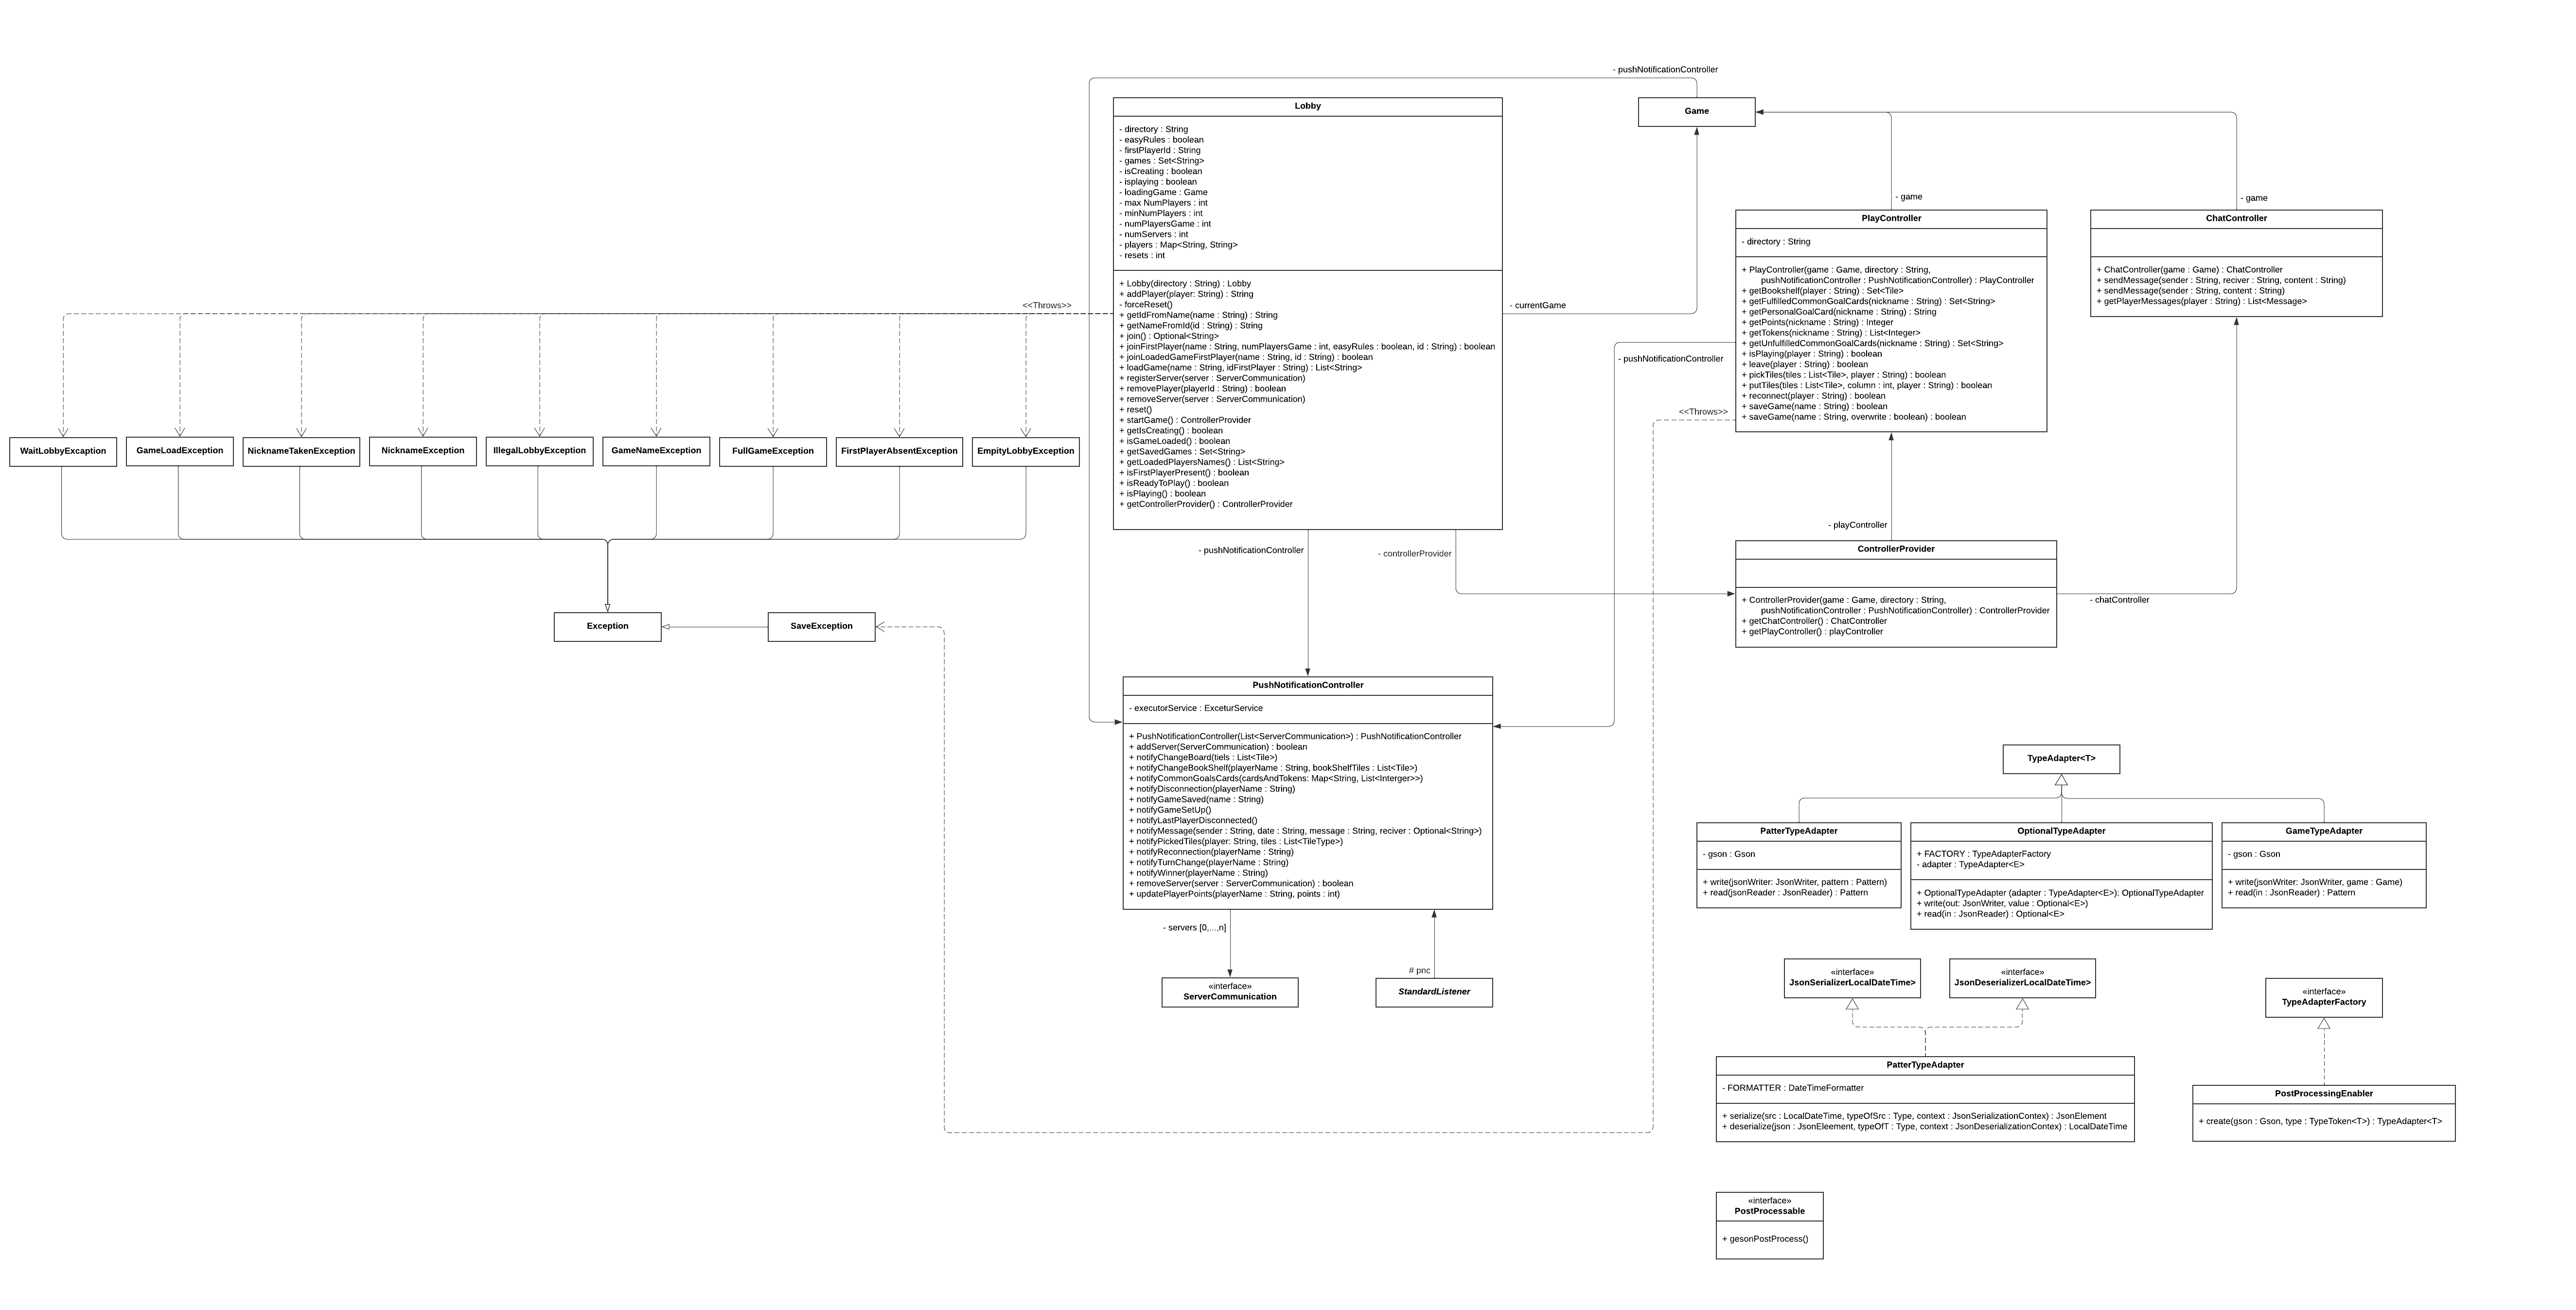 - pushNotificationController
Lobby
- directory : String
- easyRules : boolean
- firstPlayerId : String
- games : Set<String>
- isCreating : boolean
- isplaying : boolean
- loadingGame : Game
- max NumPlayers : int
- minNumPlayers : int
- numPlayersGame : int
- numServers : int
- players : Map<String, String>
- resets : int
+ Lobby(directory : String) : Lobby
+ addPlayer(player: String) : String
- forceReset()
+ getIdFromName(name : String) : String
+ getNameFromId(id : String) : String
+ join() : Optional<String>
+ joinFirstPlayer(name : String, numPlayersGame : int, easyRules : boolean, id : String) : boolean
+ joinLoadedGameFirstPlayer(name : String, id : String) : boolean
+ loadGame(name : String, idFirstPlayer : String) : List<String>
+ registerServer(server : ServerCommunication)
+ removePlayer(playerId : String) : boolean
+ removeServer(server : ServerCommunication)
+ reset()
+ startGame() : ControllerProvider
+ getIsCreating() : boolean
+ isGameLoaded() : boolean
+ getSavedGames : Set<String>
+ getLoadedPlayersNames() : List<String>
+ isFirstPlayerPresent() : boolean
+ isReadyToPlay() : boolean
+ isPlaying() : boolean
+ getControllerProvider() : ControllerProvider
Game
- game
- game
PlayController
- directory : String
+ PlayController(game : Game, directory : String,
pushNotificationController : PushNotificationController) : PlayController
+ getBookshelf(player : String) : Set<Tile>
+ getFulfilledCommonGoalCards(nickname : String) : Set<String>
+ getPersonalGoalCard(nickname : String) : String
+ getPoints(nickname : String) : Integer
+ getTokens(nickname : String) : List<Integer>
+ getUnfulfilledCommonGoalCards(nickname : String) : Set<String>
+ isPlaying(player : String) : boolean
+ leave(player : String) : boolean
+ pickTiles(tiles : List<Tile>, player : String) : boolean
+ putTiles(tiles : List<Tile>, column : int, player : String) : boolean
+ reconnect(player : String) : boolean
+ saveGame(name : String) : boolean
+ saveGame(name : String, overwrite : boolean) : boolean
ChatController
+ ChatController(game : Game) : ChatController
+ sendMessage(sender : String, reciver : String, content : String)
+ sendMessage(sender : String, content : String)
+ getPlayerMessages(player : String) : List<Message>
<<Throws>>
- currentGame
- pushNotificationController
<<Throws>>
WaitLobbyExcaption
GameLoadException
NicknameTakenException
NicknameException
IllegalLobbyException
GameNameException
FullGameException
FirstPlayerAbsentException
EmpityLobbyException
- playController
- pushNotificationController
- controllerProvider
ControllerProvider
+ ControllerProvider(game : Game, directory : String,
pushNotificationController : PushNotificationController) : ControllerProvider
+ getChatController() : ChatController
+ getPlayController() : playController
- chatController
Exception
SaveException
PushNotificationController
- executorService : ExceturService
+ PushNotificationController(List<ServerCommunication>) : PushNotificationController
+ addServer(ServerCommunication) : boolean
+ notifyChangeBoard(tiels : List<Tile>)
+ notifyChangeBookShelf(playerName : String, bookShelfTiles : List<Tile>)
+ notifyCommonGoalsCards(cardsAndTokens: Map<String, List<Interger>>)
+ notifyDisconnection(playerName : String)
+ notifyGameSaved(name : String)
+ notifyGameSetUp()
+ notifyLastPlayerDisconnected()
+ notifyMessage(sender : String, date : String, message : String, reciver : Optional<String>)
+ notifyPickedTiles(player: String, tiles : List<TileType>)
+ notifyReconnection(playerName : String)
+ notifyTurnChange(playerName : String)
+ notifyWinner(playerName : String)
+ removeServer(server : ServerCommunication) : boolean
+ updatePlayerPoints(playerName : String, points : int)
- servers [0,...,n]
# pnc
«interface»
ServerCommunication
StandardListener
TypeAdapter<T>
PatterTypeAdapter
- gson : Gson
+ write(jsonWriter: JsonWriter, pattern : Pattern)
+ read(jsonReader : JsonReader) : Pattern
OptionalTypeAdapter
+ FACTORY : TypeAdapterFactory
- adapter : TypeAdapter<E>
+ OptionalTypeAdapter (adapter : TypeAdapter<E>): OptionalTypeAdapter
+ write(out: JsonWriter, value : Optional<E>)
+ read(in : JsonReader) : Optional<E>
GameTypeAdapter
- gson : Gson
+ write(jsonWriter: JsonWriter, game : Game)
+ read(in : JsonReader) : Pattern
«interface»
JsonSerializerLocalDateTime>
«interface»
JsonDeserializerLocalDateTime>
«interface»
TypeAdapterFactory
PatterTypeAdapter
- FORMATTER : DateTimeFormatter
+ serialize(src : LocalDateTime, typeOfSrc : Type, context : JsonSerializationContex) : JsonElement
+ deserialize(json : JsonEleement, typeOfT : Type, context : JsonDeserializationContex) : LocalDateTime
PostProcessingEnabler
+ create(gson : Gson, type : TypeToken<T>) : TypeAdapter<T>
«interface»
PostProcessable
+ gesonPostProcess()